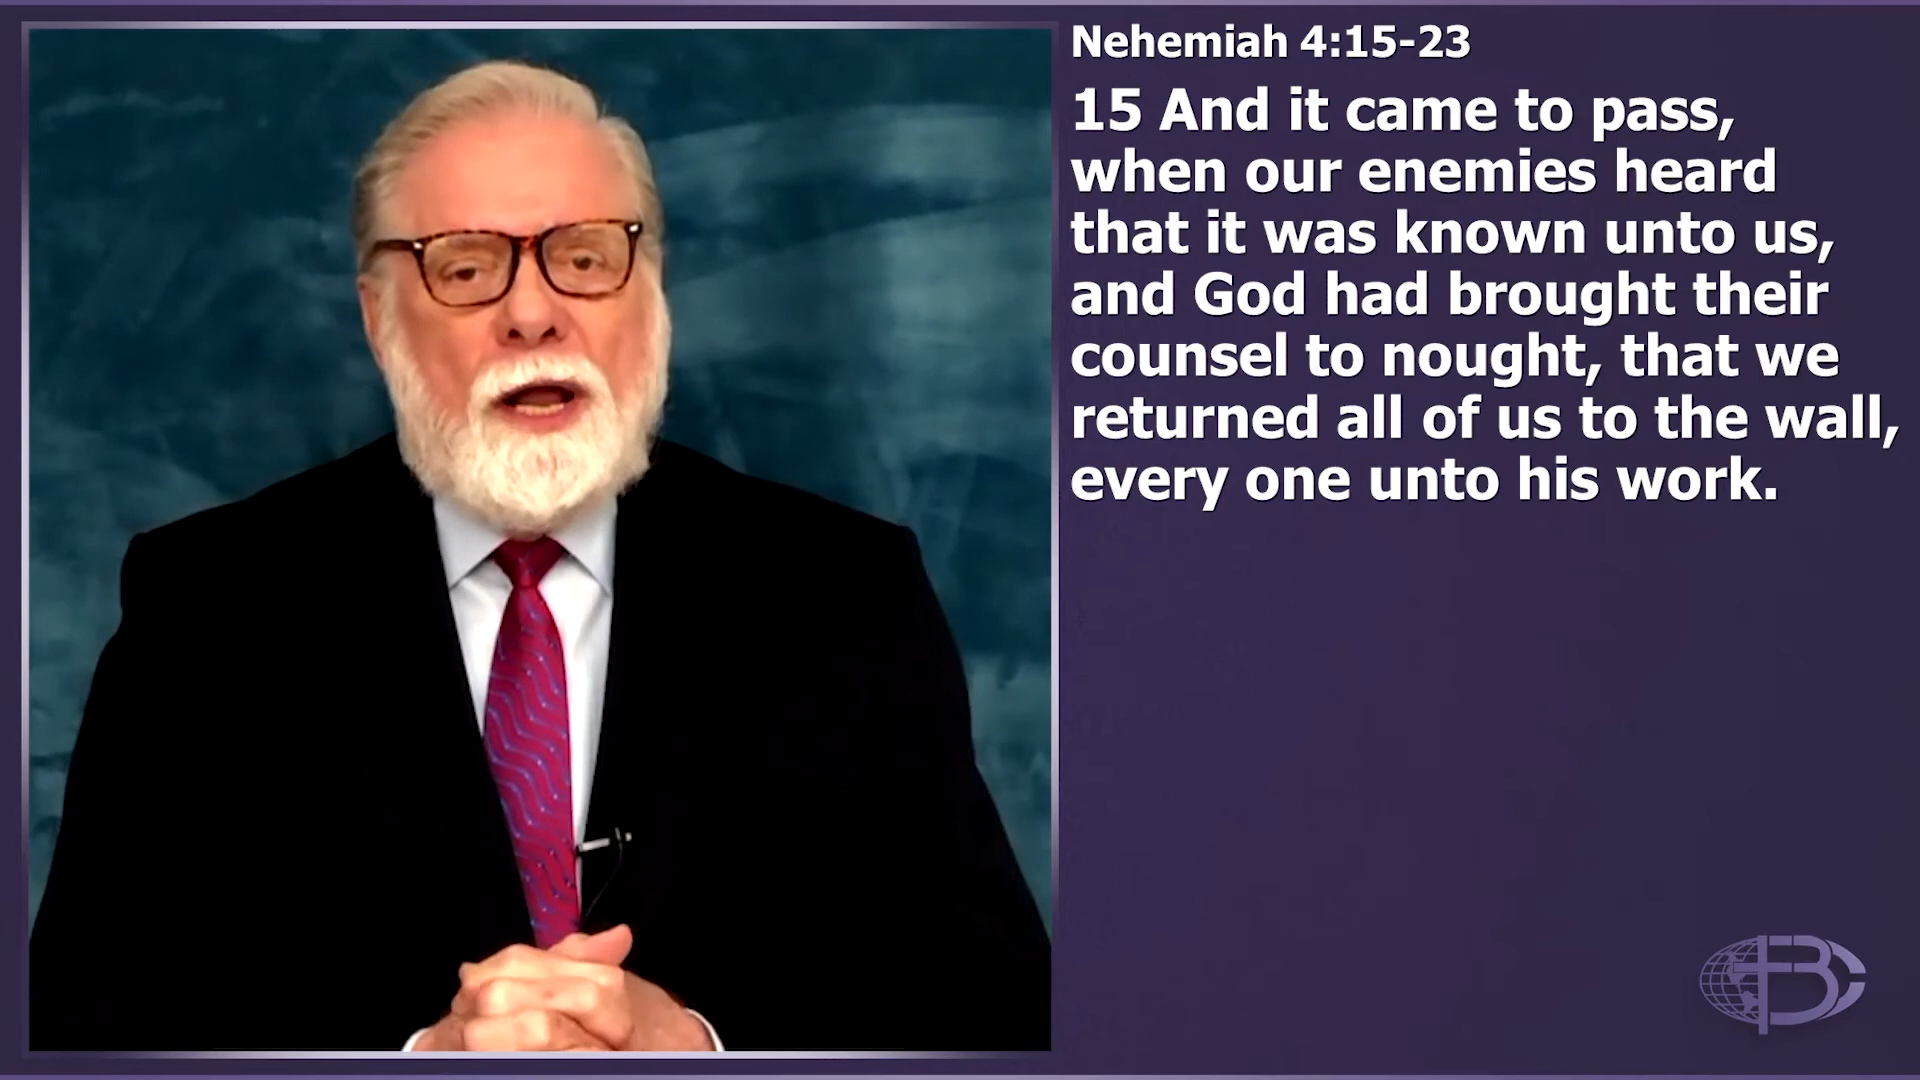 Nehemiah 4:15-23
15 And it came to pass,
when our enemies heard
that it was known unto us,
and God had brought their
counsel to nought, that we
returned all of us to the wall,
every one unto his work.